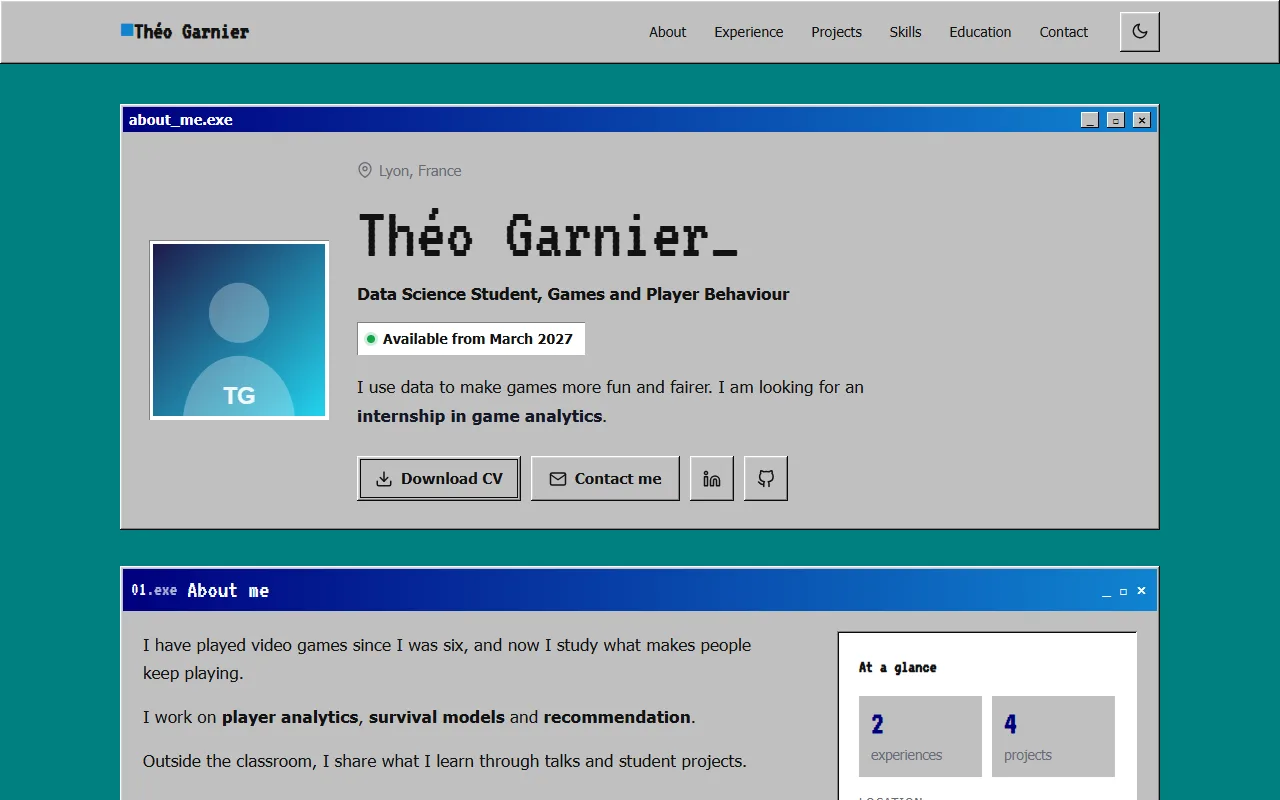 Théo Garnier
About Experience Projects Skills Education Contact
about_me.exe
Lyon, France
Théo Garnier_
Data Science Student, Games and Player Behaviour
Available from March 2027
TG
I use data to make games more fun and fairer. I am looking for an
internship in game analytics.
Download CV
Contact me
01.exe About me
I have played video games since I was six, and now I study what makes people
keep playing.
I work on player analytics, survival models and recommendation.
Outside the classroom, I share what I learn through talks and student projects.
At a glance
2
experiences
4
projects
LOCATION